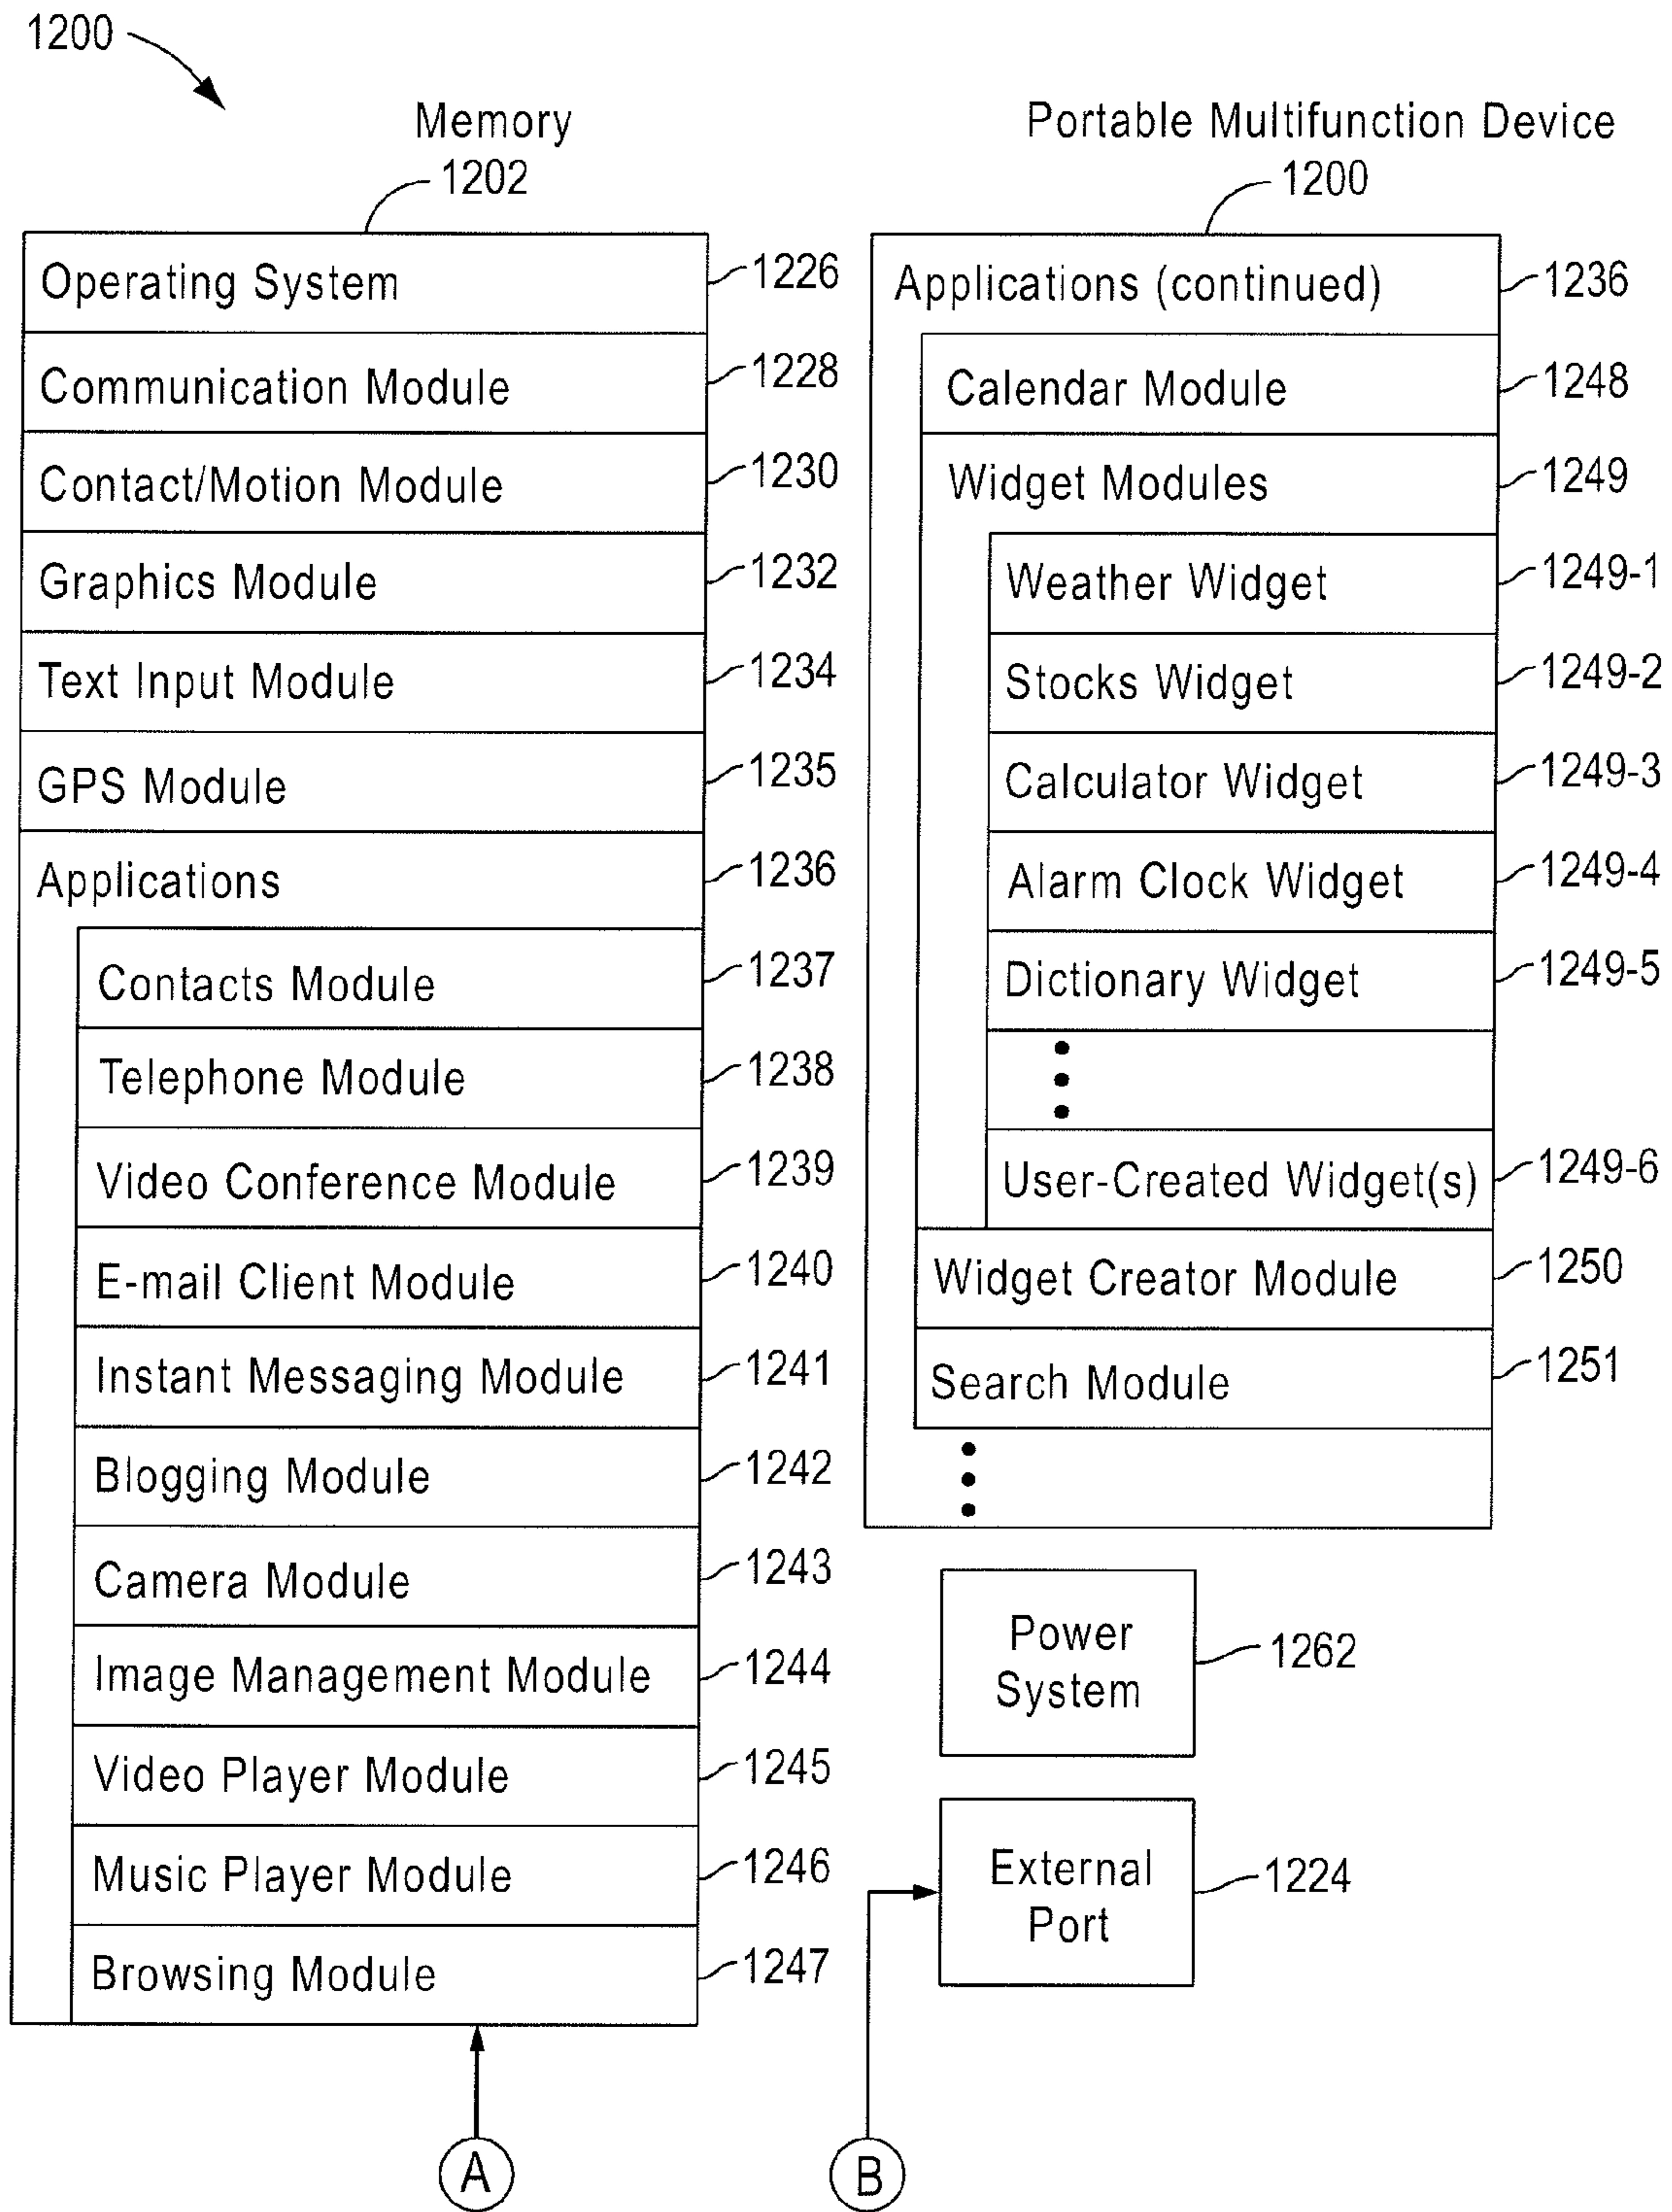 1200
Memory
1202
Operating System 1226
Communication Module 1228
Contact/Motion Module 1230
Graphics Module 1232
Text Input Module 1234
GPS Module 1235
Applications 1236
Contacts Module 1237
Telephone Module 1238
Video Conference Module 1239
E-mail Client Module 1240
Instant Messaging Module 1241
Blogging Module 1242
Camera Module 1243
Image Management Module 1244
Video Player Module 1245
Music Player Module 1246
Browsing Module 1247
A
Portable Multifunction Device
1200
Applications (continued) 1236
Calendar Module 1248
Widget Modules 1249
Weather Widget 1249-1
Stocks Widget 1249-2
Calculator Widget 1249-3
Alarm Clock Widget 1249-4
Dictionary Widget 1249-5
User-Created Widget(s) 1249-6
Widget Creator Module 1250
Search Module 1251
Power
System 1262
External
Port 1224
B